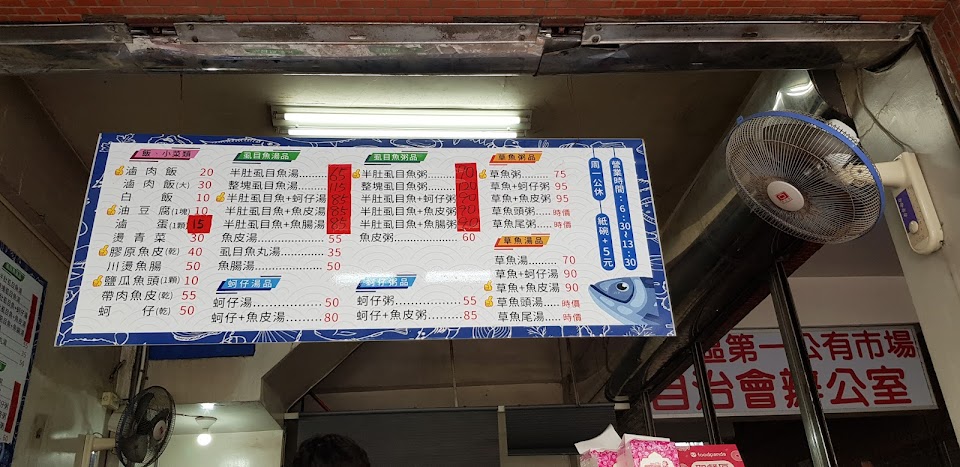 飯、小菜類
滷肉飯 20
滷肉飯(大) 30
白飯 10
油豆腐(1塊) 10
滷蛋(1顆) 15
燙青菜 30
膠原魚皮(乾) 40
川燙魚腸 50
鹽瓜魚頭(1顆) 10
帶肉魚皮(乾) 55
蚵仔(乾) 50
虱目魚湯品
半肚虱目魚湯 65
整塊虱目魚湯 115
半肚虱目魚+蚵仔湯 85
半肚虱目魚+魚皮湯 85
半肚虱目魚+魚腸湯 85
魚皮湯 55
虱目魚丸湯 35
魚腸湯 50
蚵仔湯品
蚵仔湯 50
蚵仔+魚皮湯 80
虱目魚粥品
半肚虱目魚粥 70
整塊虱目魚粥 120
半肚虱目魚+蚵仔粥 90
半肚虱目魚+魚皮粥 90
半肚虱目魚+魚腸粥 90
魚皮粥 60
蚵仔粥品
蚵仔粥 55
蚵仔+魚皮粥 85
草魚粥品
草魚粥 75
草魚+蚵仔粥 95
草魚+魚皮粥 95
草魚頭粥 時價
草魚尾粥 時價
草魚湯品
草魚湯 70
草魚+蚵仔湯 90
草魚+魚皮湯 90
草魚頭湯 時價
草魚尾湯 時價
營業時間:6:30~13:30
周一公休 紙碗+5元
區第一公有市場
自治會辦公室
foodpanda